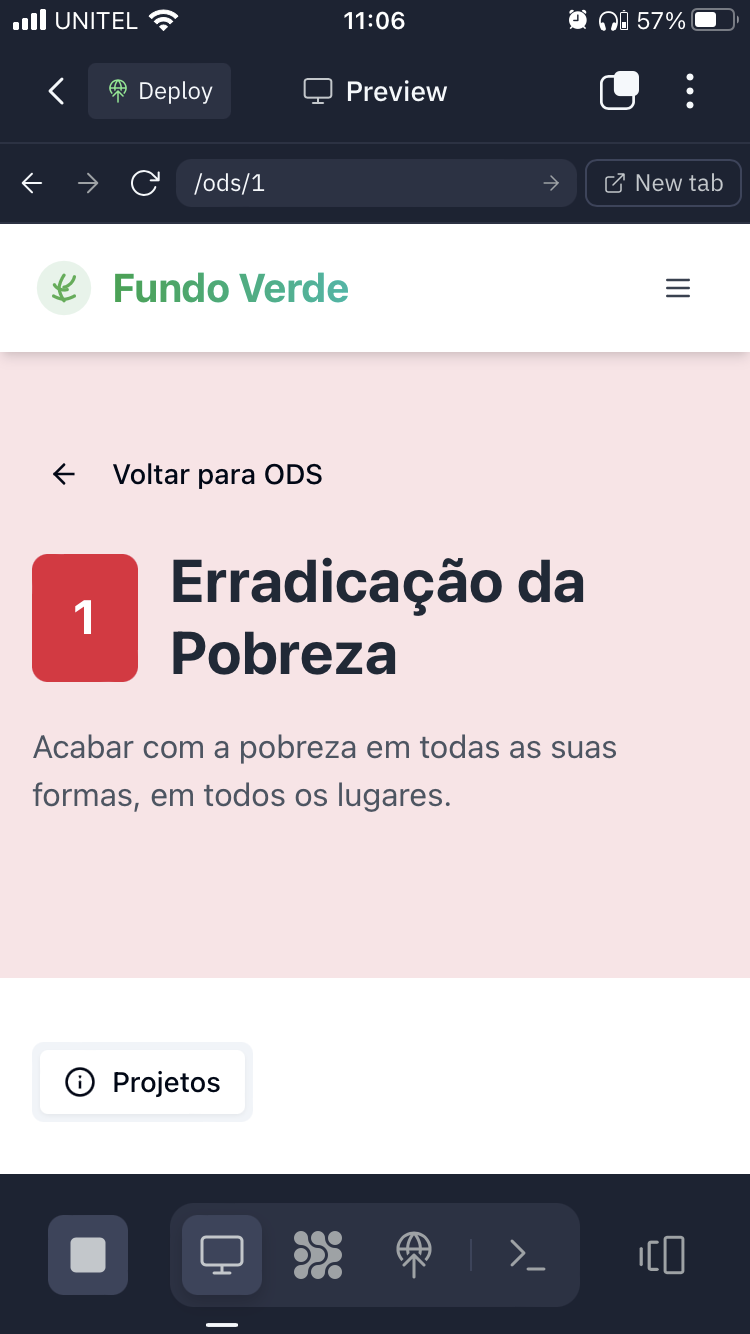 UNITEL 11:06 57%
Deploy Preview
/ods/1 New tab
Fundo Verde
Voltar para ODS
1
Erradicação da
Pobreza
Acabar com a pobreza em todas as suas
formas, em todos os lugares.
Projetos